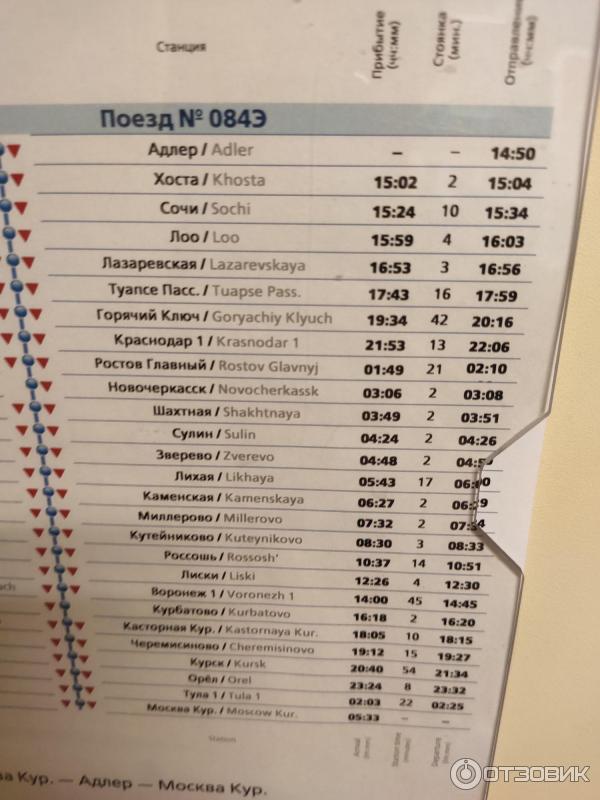 Станция Прибытие (чч:мм) Стоянка (мин.) Отправление (чч:мм)
Поезд № 084Э
Адлер / Adler – – 14:50
Хоста / Khosta 15:02 2 15:04
Сочи / Sochi 15:24 10 15:34
Лоо / Loo 15:59 4 16:03
Лазаревская / Lazarevskaya 16:53 3 16:56
Туапсе Пасс. / Tuapse Pass. 17:43 16 17:59
Горячий Ключ / Goryachiy Klyuch 19:34 42 20:16
Краснодар 1 / Krasnodar 1 21:53 13 22:06
Ростов Главный / Rostov Glavnyj 01:49 21 02:10
Новочеркасск / Novocherkassk 03:06 2 03:08
Шахтная / Shakhtnaya 03:49 2 03:51
Сулин / Sulin 04:24 2 04:26
Зверево / Zverevo 04:48 2
Лихая / Likhaya 05:43 17 06:00
Каменская / Kamenskaya 06:27 2 06:29
Миллерово / Millerovo 07:32 2 07:34
Кутейниково / Kuteynikovo 08:30 3 08:33
Россошь / Rossosh' 10:37 14 10:51
Лиски / Liski 12:26 4 12:30
Воронеж 1 / Voronezh 1 14:00 45 14:45
Курбатово / Kurbatovo 16:18 2 16:20
Касторная Кур. / Kastornaya Kur. 18:05 10 18:15
Черемисиново / Cheremisinovo 19:12 15 19:27
Курск / Kursk 20:40 54 21:34
Орёл / Orel 23:24 8 23:32
Тула 1 / Tula 1 02:03 22 02:25
Москва Кур. / Moscow Kur. 05:33 – –
Station Arrival Station time Departure
Кур. — Адлер — Москва Кур.
ОТЗОВИК